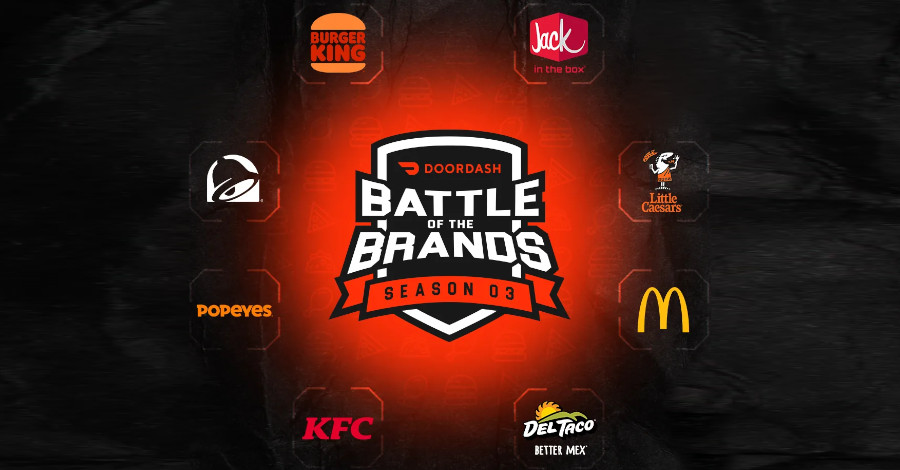 BURGER
KING
Jack
in the box
DOORDASH
BATTLE
OF THE
BRANDS
SEASON 03
Little
Caesars
POPEYES
KFC
DEL TACO
BETTER MEX